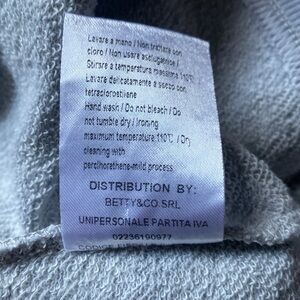 Lavare a mano / Non trattare con
cloro / Non usare asciugatrice /
Stirare a temperatura massima 110°C
Lavare delicatamente a secco con
tetracloroetilene
Hand wash / Do not bleach / Do
not tumble dry / Ironing
maximum temperature 110°C / Dry
cleaning with
perclhorethene-mild process
DISTRIBUTION BY:
BETTY&CO.SRL
UNIPERSONALE PARTITA IVA
02236190977